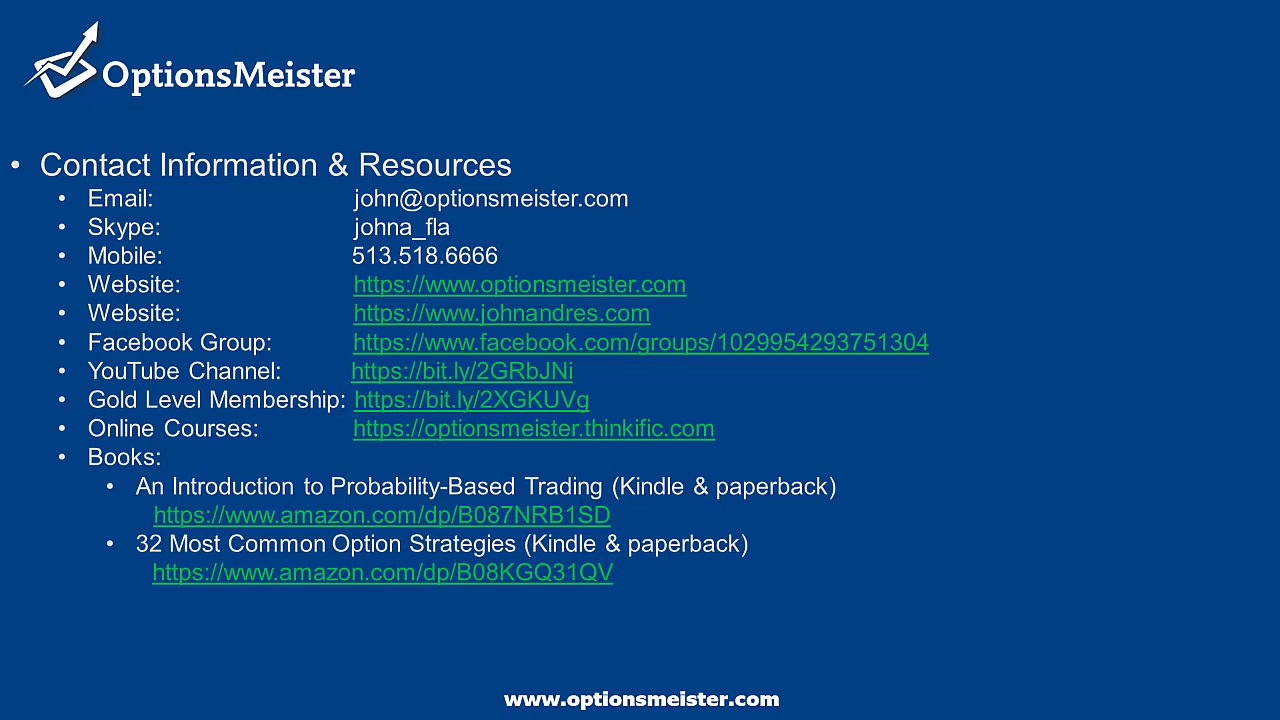 OptionsMeister
• Contact Information & Resources
• Email: john@optionsmeister.com
• Skype: johna_fla
• Mobile: 513.518.6666
• Website: https://www.optionsmeister.com
• Website: https://www.johnandres.com
• Facebook Group: https://www.facebook.com/groups/1029954293751304
• YouTube Channel: https://bit.ly/2GRbJNi
• Gold Level Membership: https://bit.ly/2XGKUVg
• Online Courses: https://optionsmeister.thinkific.com
• Books:
• An Introduction to Probability-Based Trading (Kindle & paperback)
https://www.amazon.com/dp/B087NRB1SD
• 32 Most Common Option Strategies (Kindle & paperback)
https://www.amazon.com/dp/B08KGQ31QV
www.optionsmeister.com